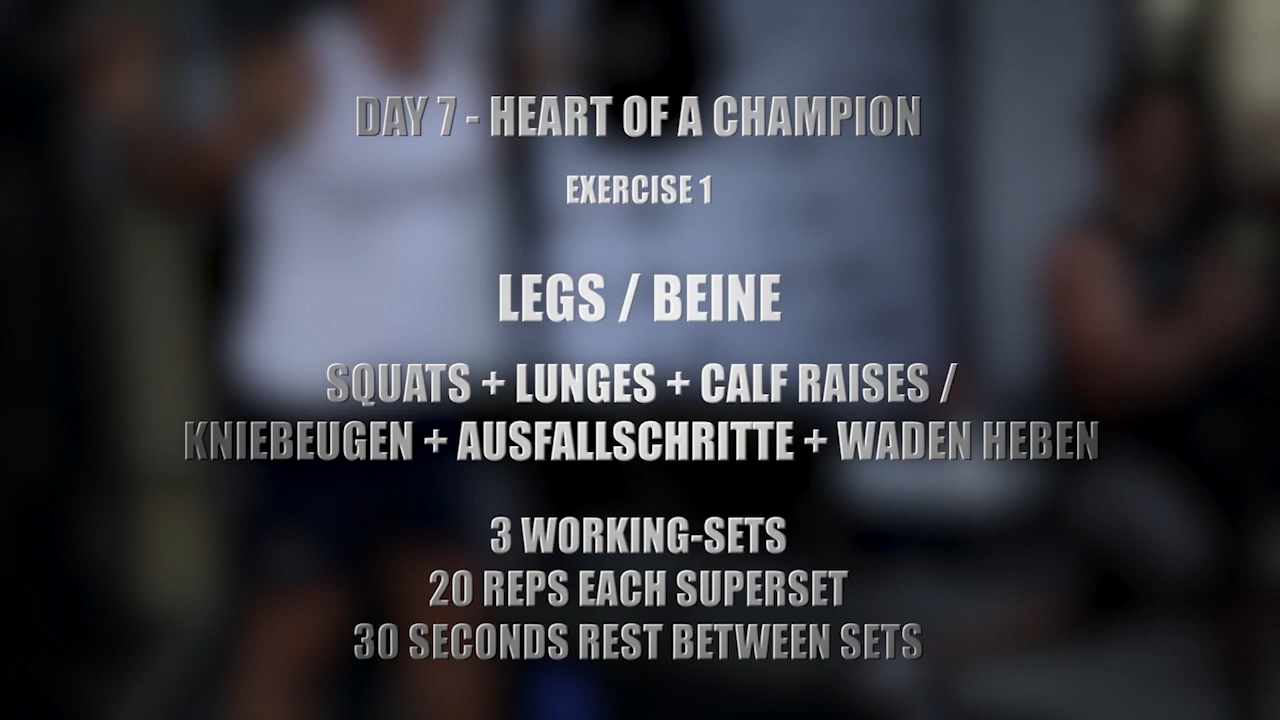 DAY 7 - HEART OF A CHAMPION
EXERCISE 1
LEGS / BEINE
SQUATS + LUNGES + CALF RAISES /
KNIEBEUGEN + AUSFALLSCHRITTE + WADEN HEBEN
3 WORKING-SETS
20 REPS EACH SUPERSET
30 SECONDS REST BETWEEN SETS